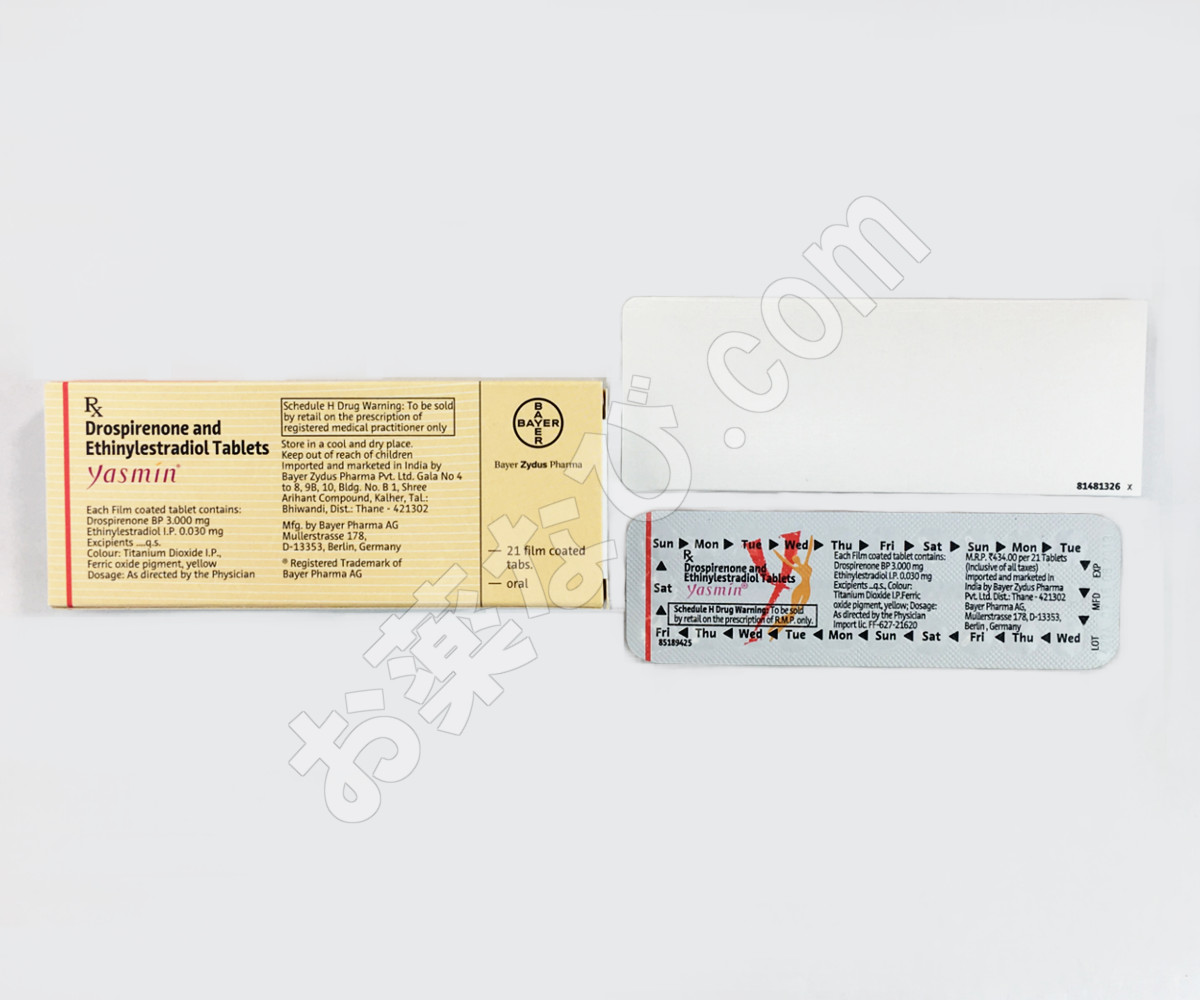 Rx
Drospirenone and
Ethinylestradiol Tablets
Yasmin®
Each Film coated tablet contains:
Drospirenone BP 3.000 mg
Ethinylestradiol I.P. 0.030 mg
Excipients ....q.s.
Colour: Titanium Dioxide I.P.,
Ferric oxide pigment, yellow
Dosage: As directed by the Physician
Schedule H Drug Warning: To be sold
by retail on the prescription of
registered medical practitioner only
Store in a cool and dry place.
Keep out of reach of children
Imported and marketed in India by
Bayer Zydus Pharma Pvt. Ltd. Gala No 4
to 8, 9B, 10, Bldg. No. B 1, Shree
Arihant Compound, Kalher, Tal.:
Bhiwandi, Dist.: Thane - 421302
Mfg. by Bayer Pharma AG
Mullerstrasse 178,
D-13353, Berlin, Germany
® Registered Trademark of
Bayer Pharma AG
BAYER
BAYER
Bayer Zydus Pharma
— 21 film coated
tabs.
— oral
81481326 X
Sun ▶ Mon ▶ Tue ▶ Wed ▶ Thu ▶ Fri ▶ Sat ▶ Sun ▶ Mon ▶ Tue
Rx
Drospirenone and
Ethinylestradiol Tablets
Yasmin®
Schedule H Drug Warning: To be sold
by retail on the prescription of R.M.P. only.
Each Film coated tablet contains:
Drospirenone BP 3.000 mg
Ethinylestradiol I.P. 0.030 mg
Excipients ...q.s., Colour:
Titanium Dioxide I.P.Ferric
oxide pigment, yellow; Dosage:
As directed by the Physician
Import lic. FF-627-21620
M.R.P. ₹434.00 per 21 Tablets
(Inclusive of all taxes)
Imported and marketed in
India by Bayer Zydus Pharma
Pvt. Ltd. Dist.: Thane - 421302
Bayer Pharma AG,
Mullerstrasse 178, D-13353,
Berlin , Germany
Sat
EXP
MFD
LOT
Fri ◀ Thu ◀ Wed ◀ Tue ◀ Mon ◀ Sun ◀ Sat ◀ Fri ◀ Thu ◀ Wed
85189425
お薬なび.com